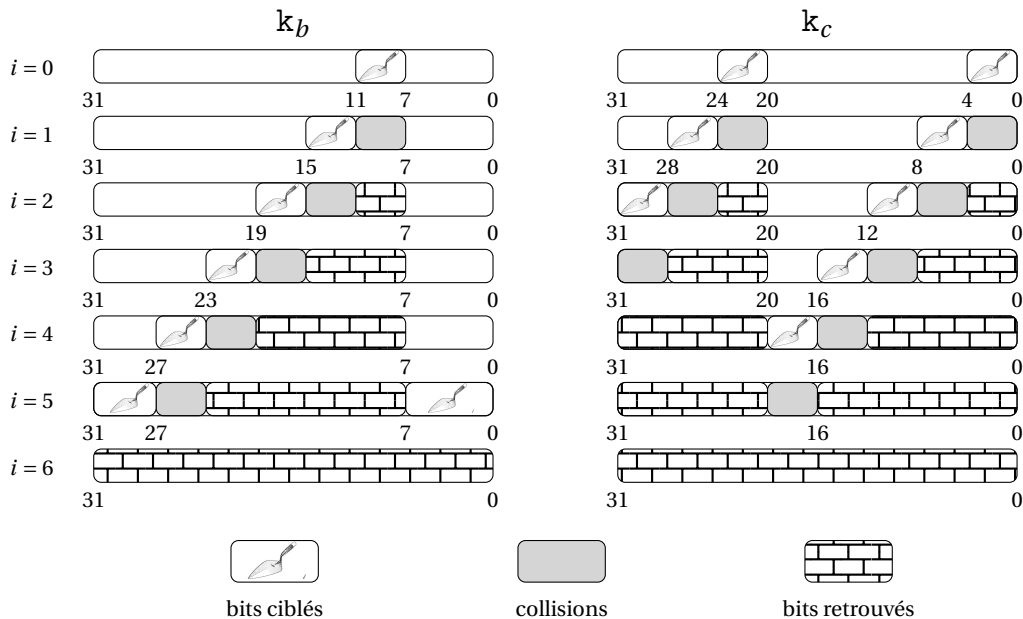 k_b k_c
i = 0
31 11 7 0 31 24 20 4 0
i = 1
31 15 7 0 31 28 20 8 0
i = 2
31 19 7 0 31 20 12 0
i = 3
31 23 7 0 31 20 16 0
i = 4
31 27 7 0 31 16 0
i = 5
31 27 7 0 31 16 0
i = 6
31 0 31 0
bits ciblés collisions bits retrouvés